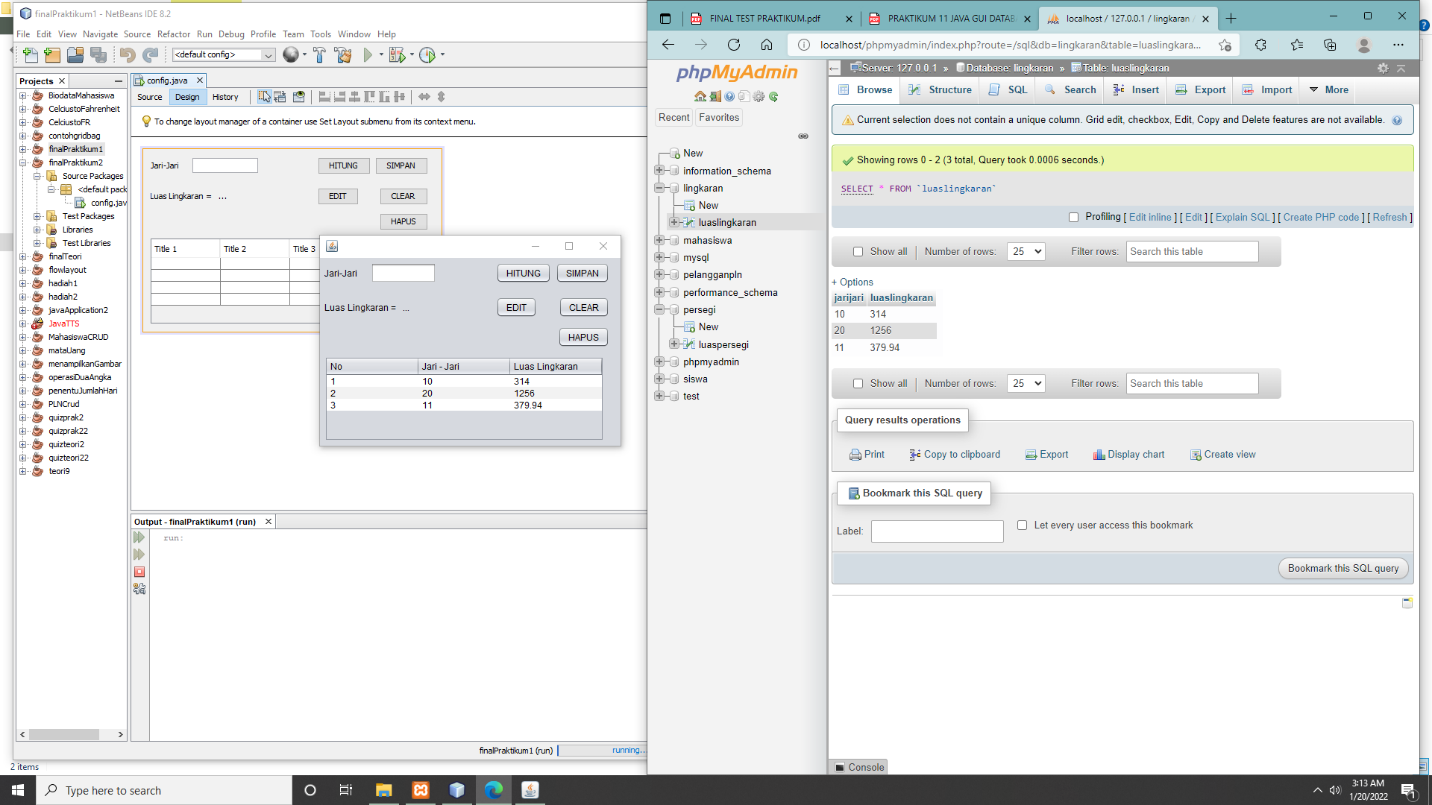 finalPraktikum1 - NetBeans IDE 8.2
File Edit View Navigate Source Refactor Run Debug Profile Team Tools Window Help
<default config>
Projects
BiodataMahasiswa
CelciustoFahrenheit
CelciustoFR
contohgridbag
finalPraktikum1
finalPraktikum2
Source Packages
<default pack
config.jav
Test Packages
Libraries
Test Libraries
finalTeori
flowlayout
hadiah1
hadiah2
javaApplication2
JavaTTS
MahasiswaCRUD
mataUang
menampilkanGambar
operasiDuaAngka
penentuJumlahHari
PLNCrud
quizprak2
quizprak22
quizteori2
quizteori22
teori9
config.java
Source Design History
To change layout manager of a container use Set Layout submenu from its context menu.
Jari-Jari HITUNG SIMPAN
Luas Lingkaran = ... EDIT CLEAR
HAPUS
Title 1 Title 2 Title 3
Jari-Jari HITUNG SIMPAN
Luas Lingkaran = ... EDIT CLEAR
HAPUS
No Jari - Jari Luas Lingkaran
1 10 314
2 20 1256
3 11 379.94
Output - finalPraktikum1 (run)
run:
finalPraktikum1 (run) running...
2 items
FINAL TEST PRAKTIKUM.pdf
PRAKTIKUM 11 JAVA GUI DATABA
localhost / 127.0.0.1 / lingkaran /
localhost/phpmyadmin/index.php?route=/sql&db=lingkaran&table=luaslingkara...
phpMyAdmin
Recent Favorites
New
information_schema
lingkaran
New
luaslingkaran
mahasiswa
mysql
pelangganpln
performance_schema
persegi
New
luaspersegi
phpmyadmin
siswa
test
Server: 127.0.0.1 » Database: lingkaran » Table: luaslingkaran
Browse Structure SQL Search Insert Export Import More
Current selection does not contain a unique column. Grid edit, checkbox, Edit, Copy and Delete features are not available.
Showing rows 0 - 2 (3 total, Query took 0.0006 seconds.)
SELECT * FROM `luaslingkaran`
Profiling [ Edit inline ] [ Edit ] [ Explain SQL ] [ Create PHP code ] [ Refresh ]
Show all Number of rows: 25 Filter rows: Search this table
+ Options
jarijari luaslingkaran
10 314
20 1256
11 379.94
Show all Number of rows: 25 Filter rows: Search this table
Query results operations
Print Copy to clipboard Export Display chart Create view
Bookmark this SQL query
Label: Let every user access this bookmark
Bookmark this SQL query
Console
Type here to search
3:13 AM
1/20/2022
1